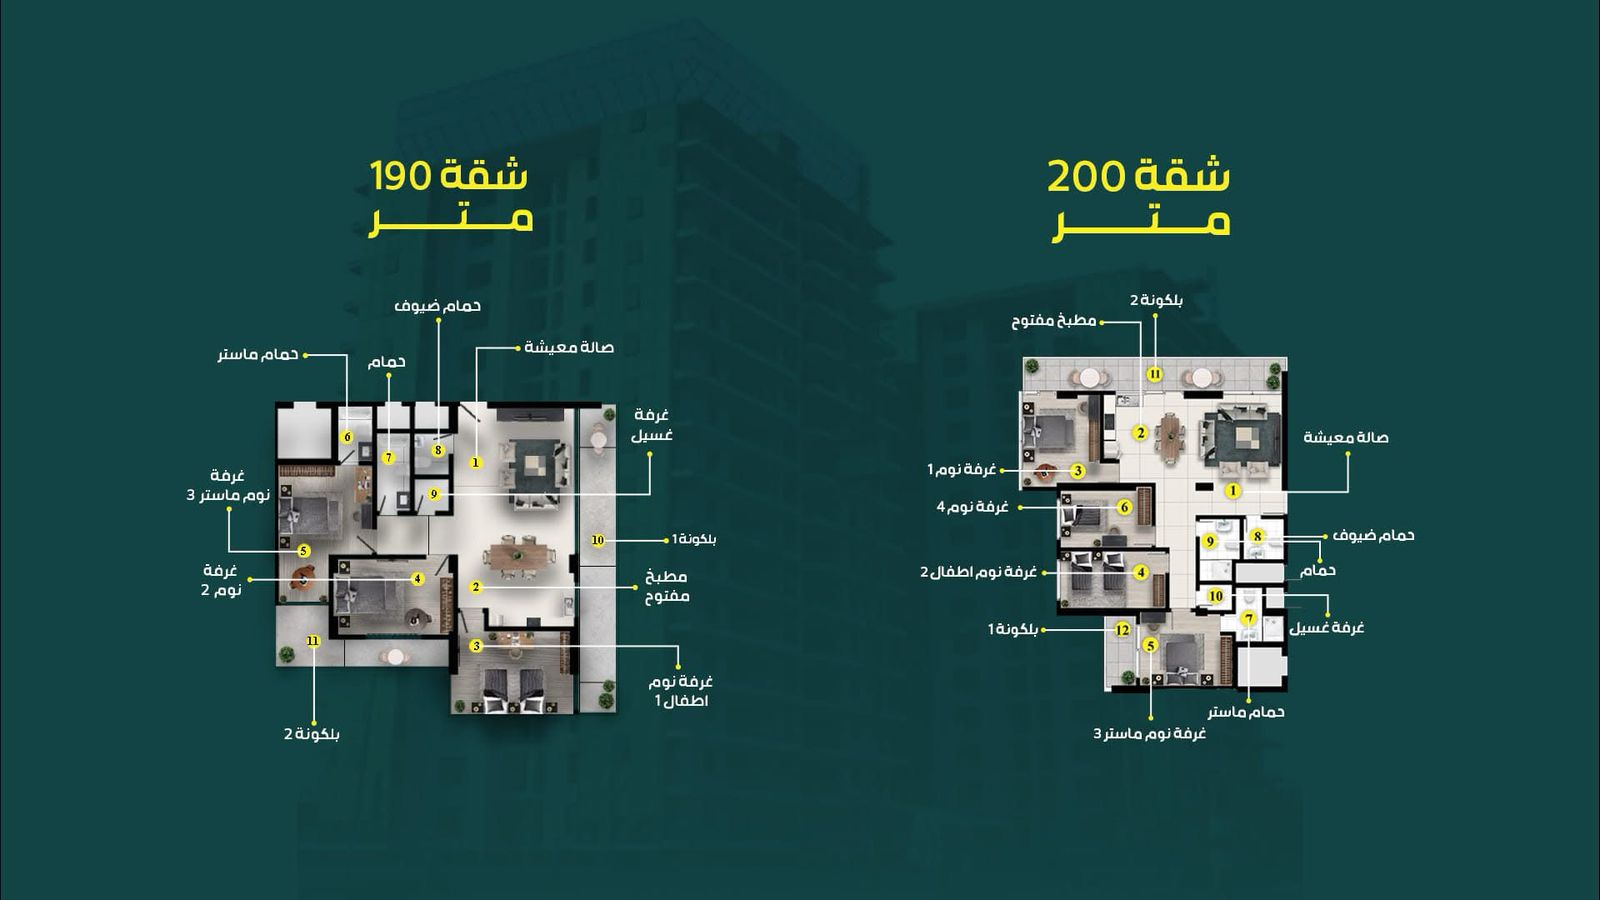 شقة 200
متر
بلكونة 2
مطبخ مفتوح
صالة معيشة
غرفة نوم 1
غرفة نوم 4
حمام ضيوف
حمام
غرفة نوم اطفال 2
غرفة غسيل
بلكونة 1
حمام ماستر
غرفة نوم ماستر 3
11
2
3
1
6
9
8
4
10
7
12
5
شقة 190
متر
حمام ضيوف
صالة معيشة
حمام ماستر
حمام
غرفة
غسيل
غرفة
نوم ماستر 3
بلكونة 1
غرفة
نوم 2
مطبخ
مفتوح
غرفة نوم
اطفال 1
بلكونة 2
6
7
8
1
9
5
10
4
2
11
3